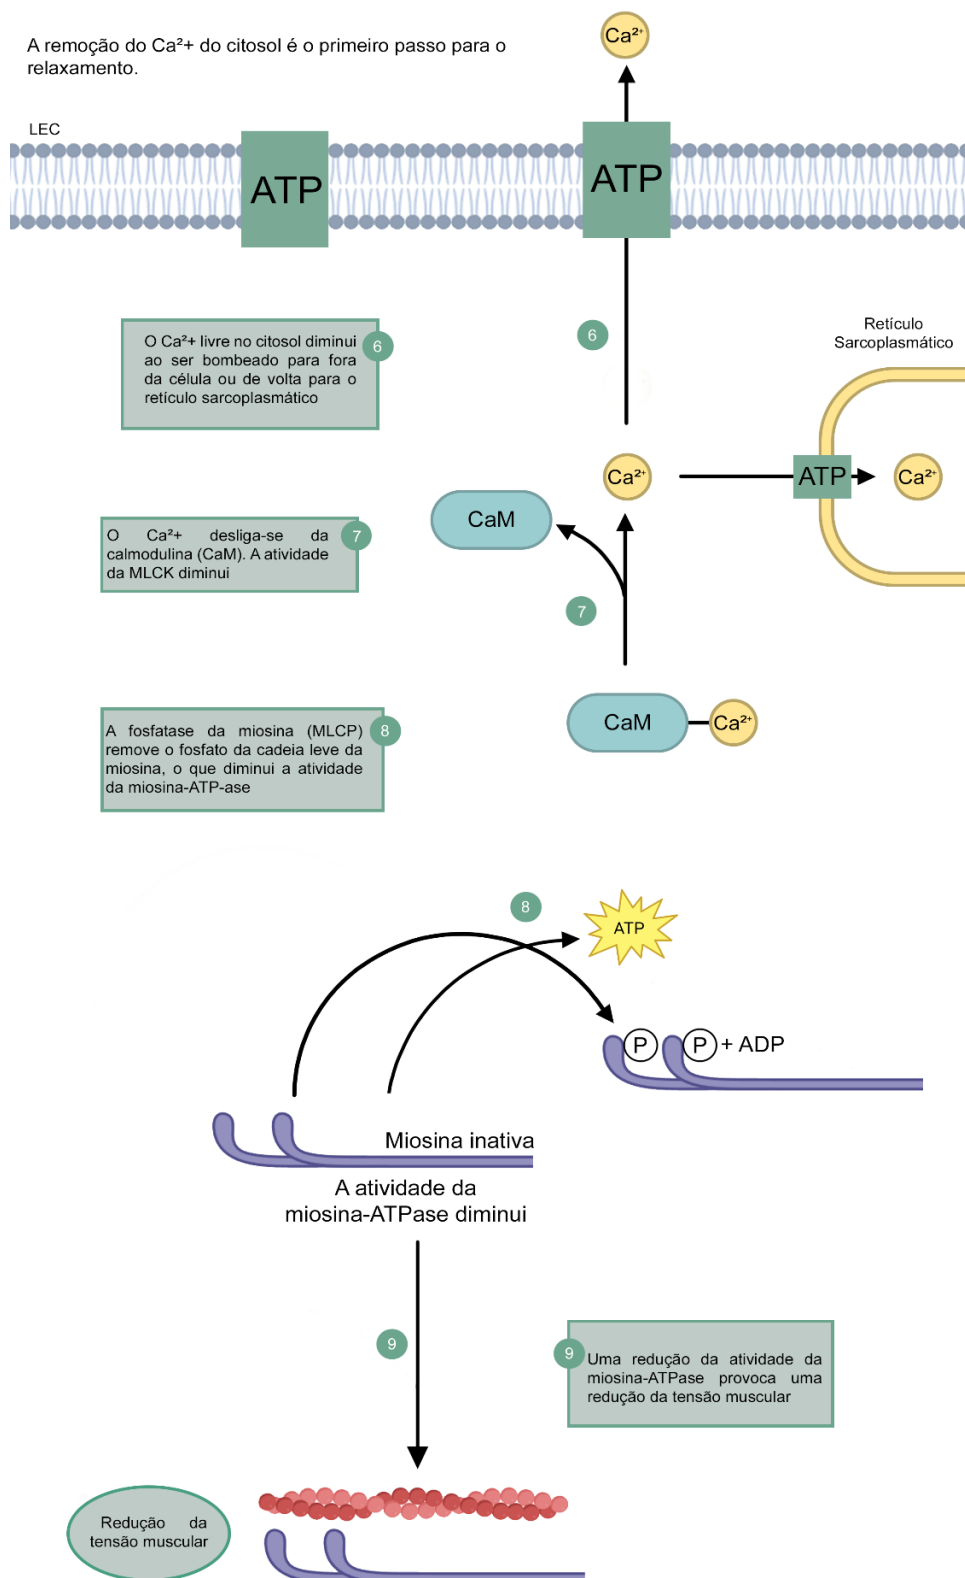 A remoção do Ca²+ do citosol é o primeiro passo para o
relaxamento.
Ca²⁺
LEC
ATP
ATP
6
O Ca²+ livre no citosol diminui
ao ser bombeado para fora
da célula ou de volta para o
retículo sarcoplasmático
6
Retículo
Sarcoplasmático
Ca²⁺
ATP
Ca²⁺
CaM
7
O Ca²+ desliga-se da
calmodulina (CaM). A atividade
da MLCK diminui
7
CaM
Ca²⁺
8
A fosfatase da miosina (MLCP)
remove o fosfato da cadeia leve da
miosina, o que diminui a atividade
da miosina-ATP-ase
8
ATP
P
P
+ ADP
Miosina inativa
A atividade da
miosina-ATPase diminui
9
9
Uma redução da atividade da
miosina-ATPase provoca uma
redução da tensão muscular
Redução da
tensão muscular